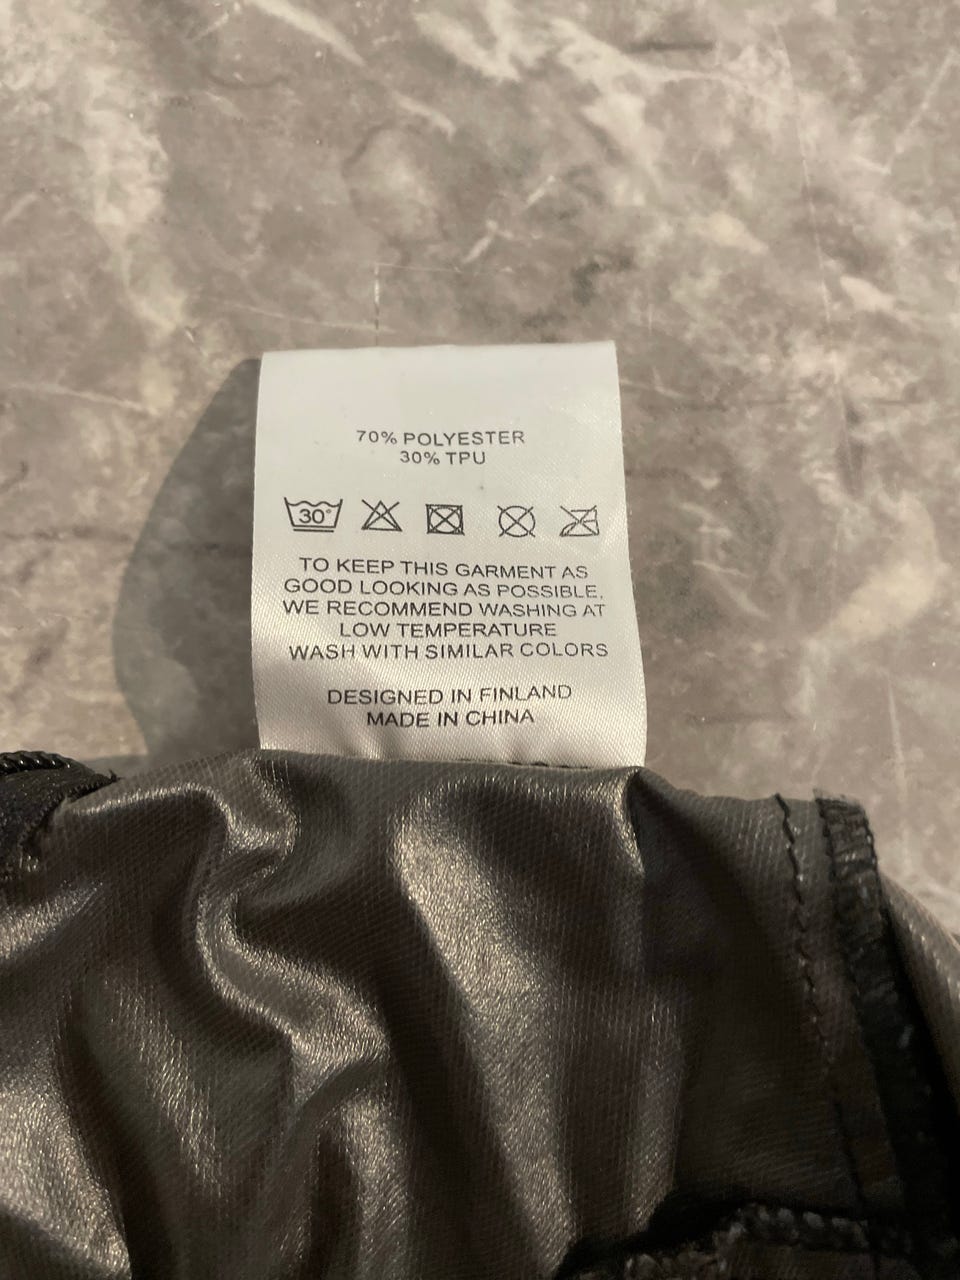 70% POLYESTER
30% TPU
30°
TO KEEP THIS GARMENT AS
GOOD LOOKING AS POSSIBLE,
WE RECOMMEND WASHING AT
LOW TEMPERATURE
WASH WITH SIMILAR COLORS
DESIGNED IN FINLAND
MADE IN CHINA